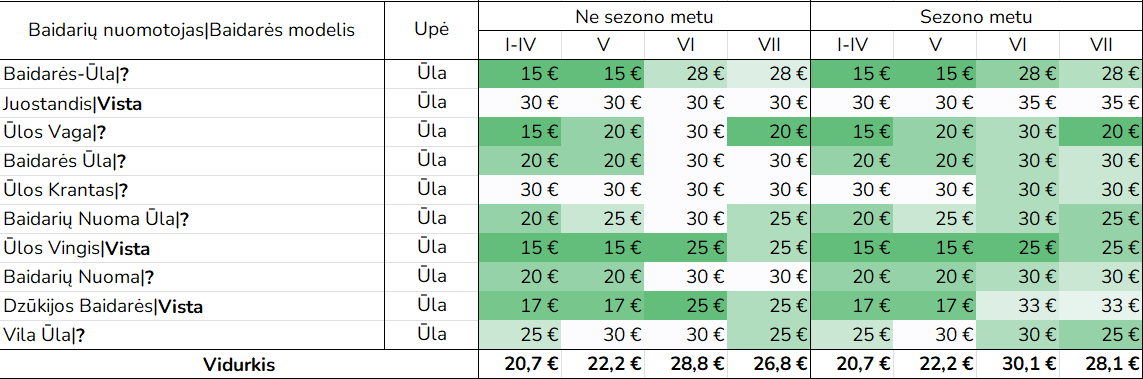 Baidarių nuomotojas|Baidarės modelis Upė Ne sezono metu Sezono metu
I-IV V VI VII I-IV V VI VII
Baidarės-Ūla|? Ūla 15 € 15 € 28 € 28 € 15 € 15 € 28 € 28 €
Juostandis|Vista Ūla 30 € 30 € 30 € 30 € 30 € 30 € 35 € 35 €
Ūlos Vaga|? Ūla 15 € 20 € 30 € 20 € 15 € 20 € 30 € 20 €
Baidarės Ūla|? Ūla 20 € 20 € 30 € 30 € 20 € 20 € 30 € 30 €
Ūlos Krantas|? Ūla 30 € 30 € 30 € 30 € 30 € 30 € 30 € 30 €
Baidarių Nuoma Ūla|? Ūla 20 € 25 € 30 € 25 € 20 € 25 € 30 € 25 €
Ūlos Vingis|Vista Ūla 15 € 15 € 25 € 25 € 15 € 15 € 25 € 25 €
Baidarių Nuoma|? Ūla 20 € 20 € 30 € 30 € 20 € 20 € 30 € 30 €
Dzūkijos Baidarės|Vista Ūla 17 € 17 € 25 € 25 € 17 € 17 € 33 € 33 €
Vila Ūla|? Ūla 25 € 30 € 30 € 25 € 25 € 30 € 30 € 25 €
Vidurkis 20,7 € 22,2 € 28,8 € 26,8 € 20,7 € 22,2 € 30,1 € 28,1 €